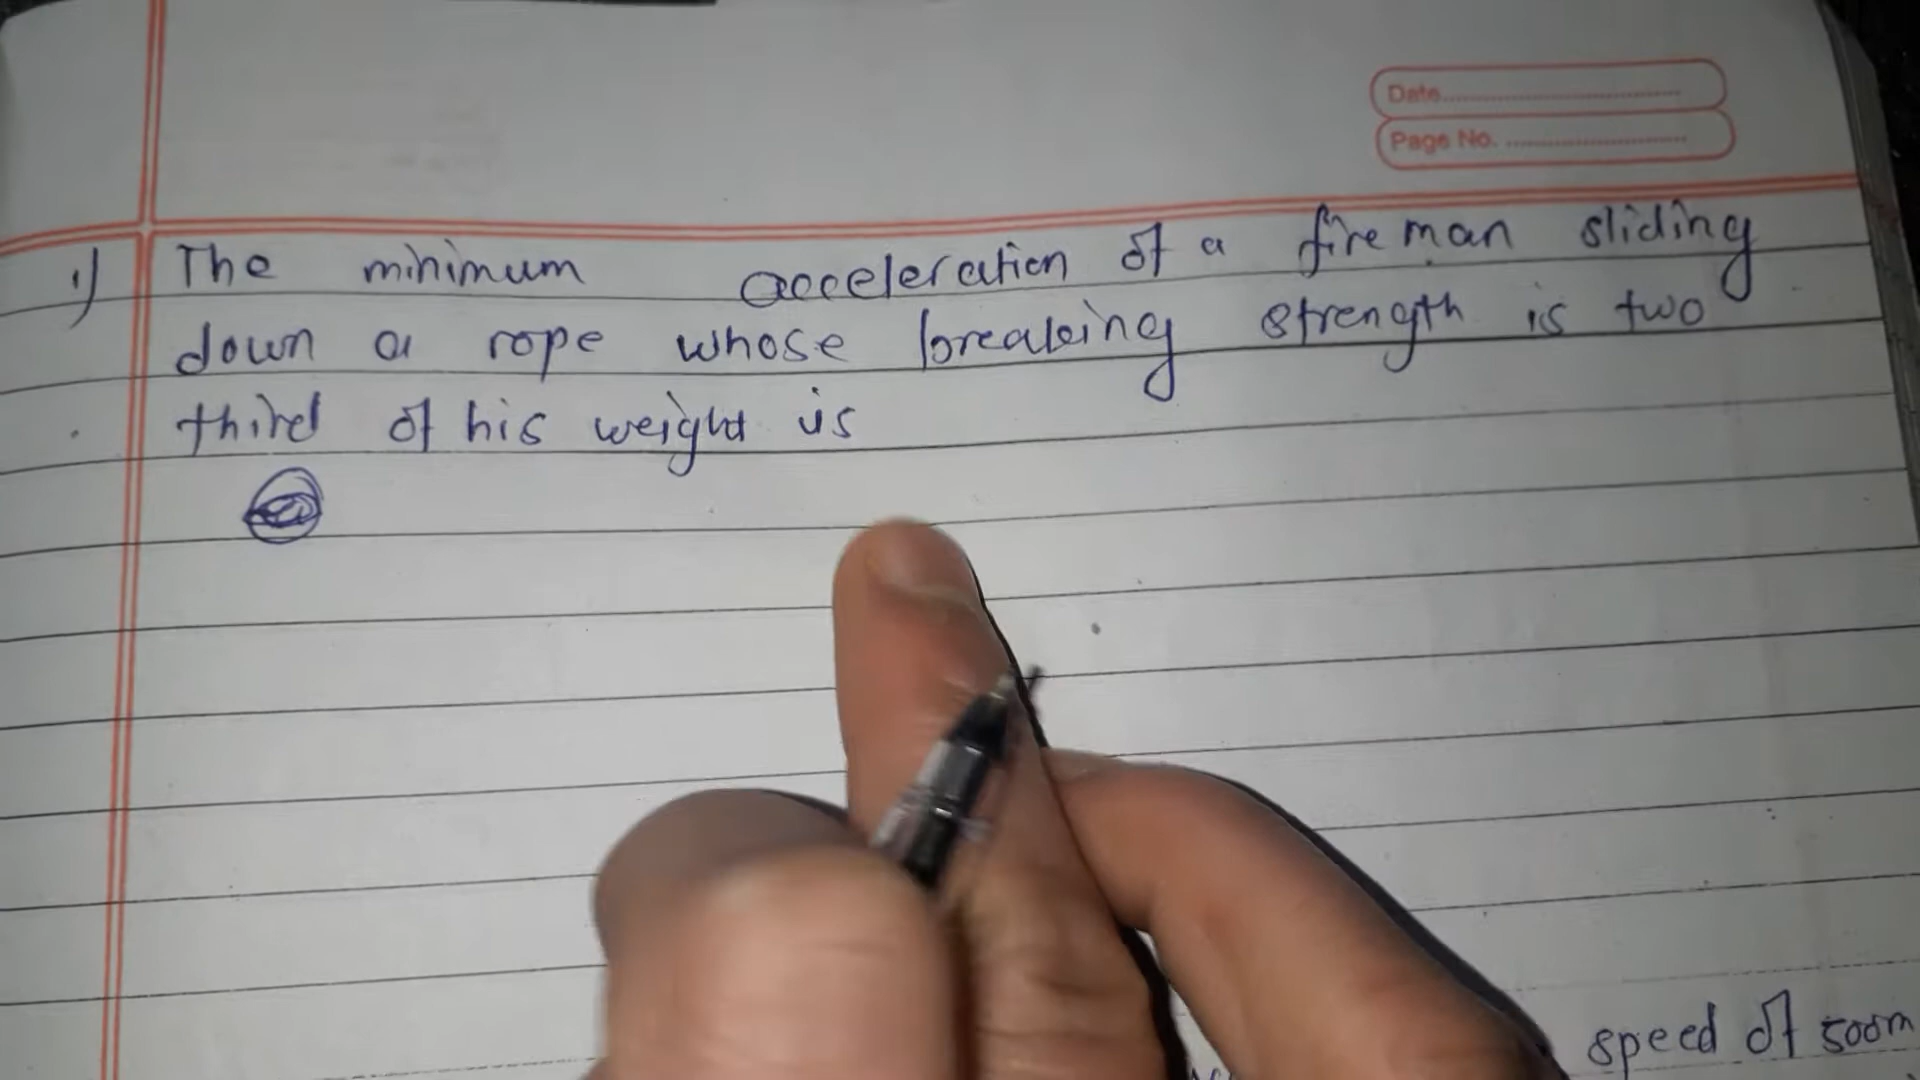 Date
Page No.
1) The minimum acceleration of a fireman sliding
down a rope whose breaking strength is two
third of his weight is
speed of 500m